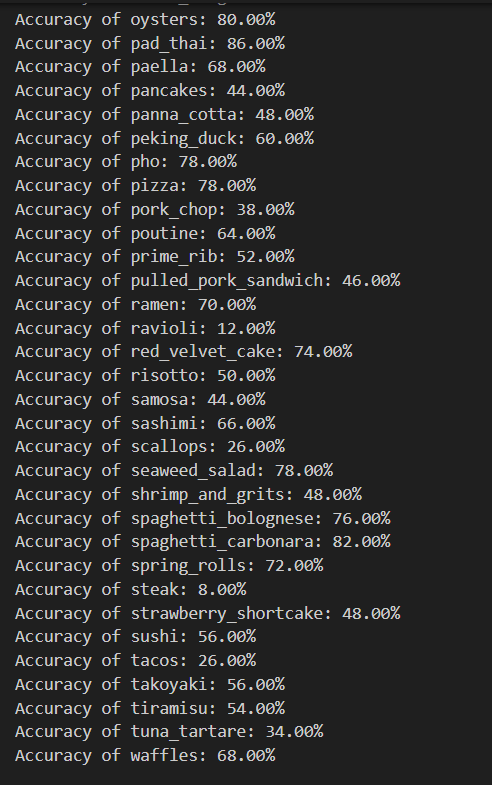 Accuracy of oysters: 80.00%
Accuracy of pad_thai: 86.00%
Accuracy of paella: 68.00%
Accuracy of pancakes: 44.00%
Accuracy of panna_cotta: 48.00%
Accuracy of peking_duck: 60.00%
Accuracy of pho: 78.00%
Accuracy of pizza: 78.00%
Accuracy of pork_chop: 38.00%
Accuracy of poutine: 64.00%
Accuracy of prime_rib: 52.00%
Accuracy of pulled_pork_sandwich: 46.00%
Accuracy of ramen: 70.00%
Accuracy of ravioli: 12.00%
Accuracy of red_velvet_cake: 74.00%
Accuracy of risotto: 50.00%
Accuracy of samosa: 44.00%
Accuracy of sashimi: 66.00%
Accuracy of scallops: 26.00%
Accuracy of seaweed_salad: 78.00%
Accuracy of shrimp_and_grits: 48.00%
Accuracy of spaghetti_bolognese: 76.00%
Accuracy of spaghetti_carbonara: 82.00%
Accuracy of spring_rolls: 72.00%
Accuracy of steak: 8.00%
Accuracy of strawberry_shortcake: 48.00%
Accuracy of sushi: 56.00%
Accuracy of tacos: 26.00%
Accuracy of takoyaki: 56.00%
Accuracy of tiramisu: 54.00%
Accuracy of tuna_tartare: 34.00%
Accuracy of waffles: 68.00%